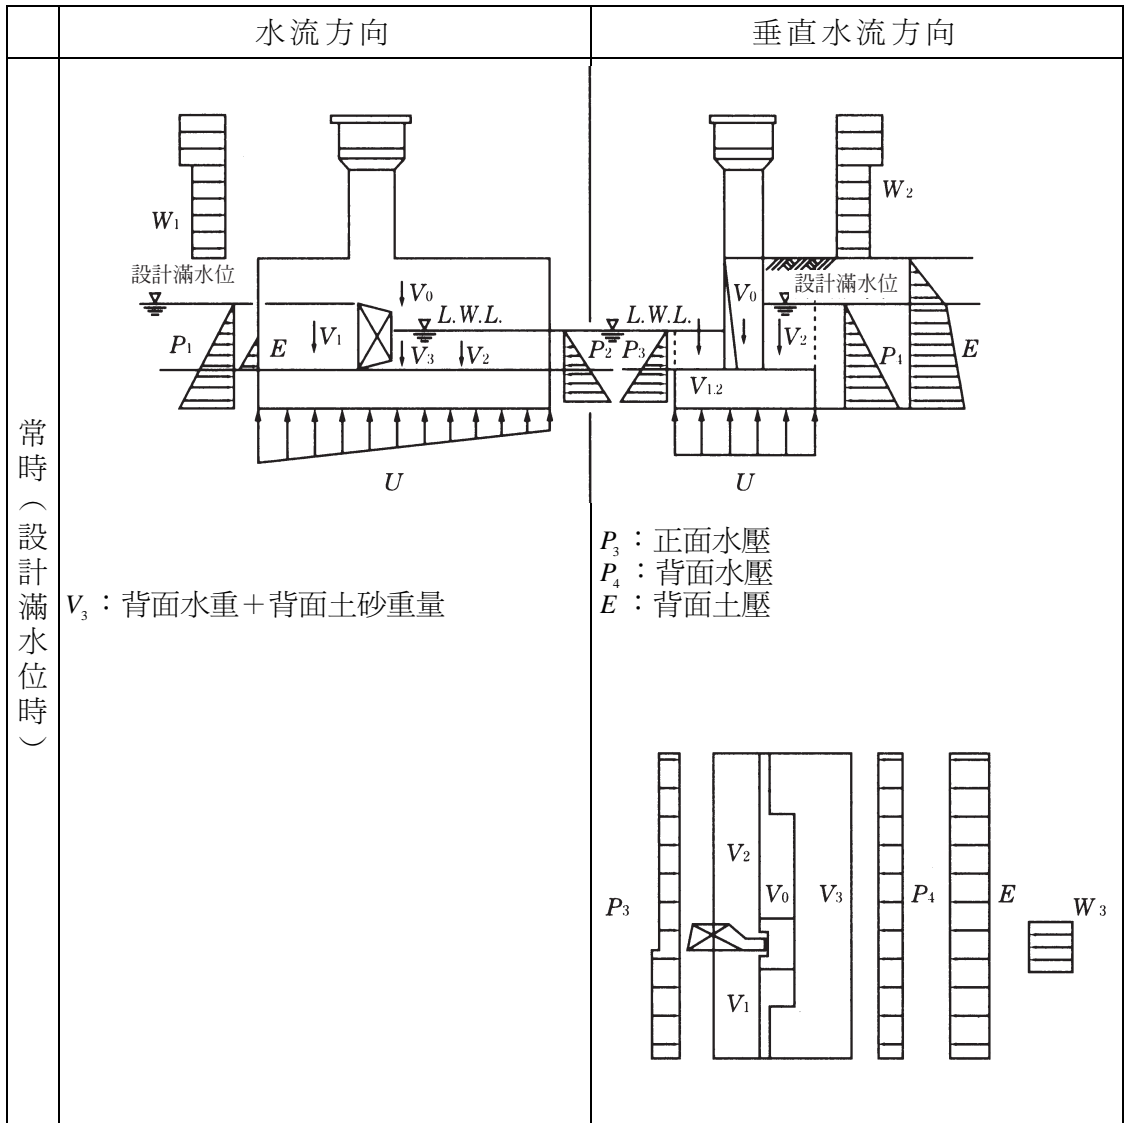 水流方向
垂直水流方向
常時（設計滿水位時）
W1
設計滿水位
P1
E
V1
V0
V3
V2
L.W.L.
P2
U
W2
設計滿水位
L.W.L.
P3
V0
V2
V1.2
P4
E
U
V3：背面水重＋背面土砂重量
P3：正面水壓
P4：背面水壓
E：背面土壓
P3
V2
V0
V3
V1
P4
E
W3